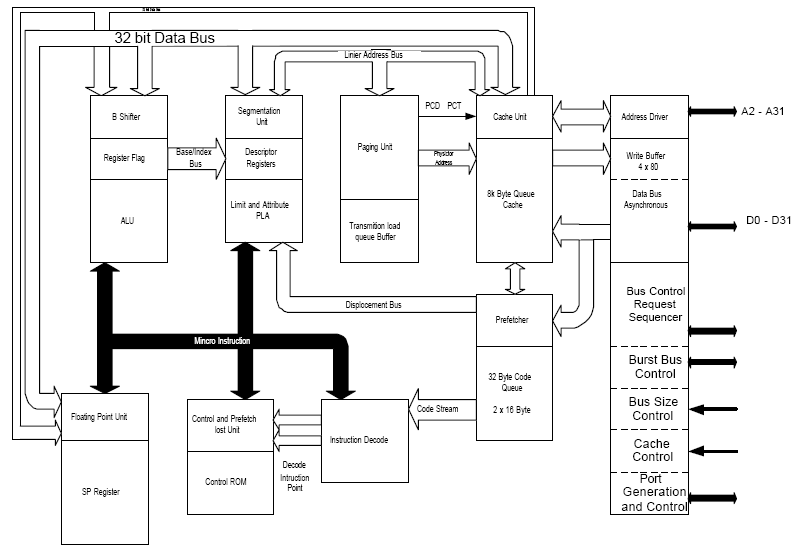 32 bit Data Bus
Linier Address Bus
B Shifter
Register Flag
ALU
Base/Index
Bus
Segmentation
Unit
Descriptor
Registers
Limit and Attribute
PLA
Paging Unit
Transmition load
queue Buffer
PCD PCT
Physictor
Address
Cache Unit
8k Byte Queue
Cache
Address Driver
Write Buffer
4 x 80
Data Bus
Asynchronous
A2 - A31
D0 - D31
Bus Control
Request
Sequencer
Burst Bus
Control
Bus Size
Control
Cache
Control
Port
Generation
and Control
Displocement Bus
Prefetcher
32 Byte Code
Queue
2 x 16 Byte
Mincro Instruction
Floating Point Unit
SP Register
Control and Prefetch
lost Unit
Control ROM
Decode
Intruction
Point
Instruction Decode
Code Stream